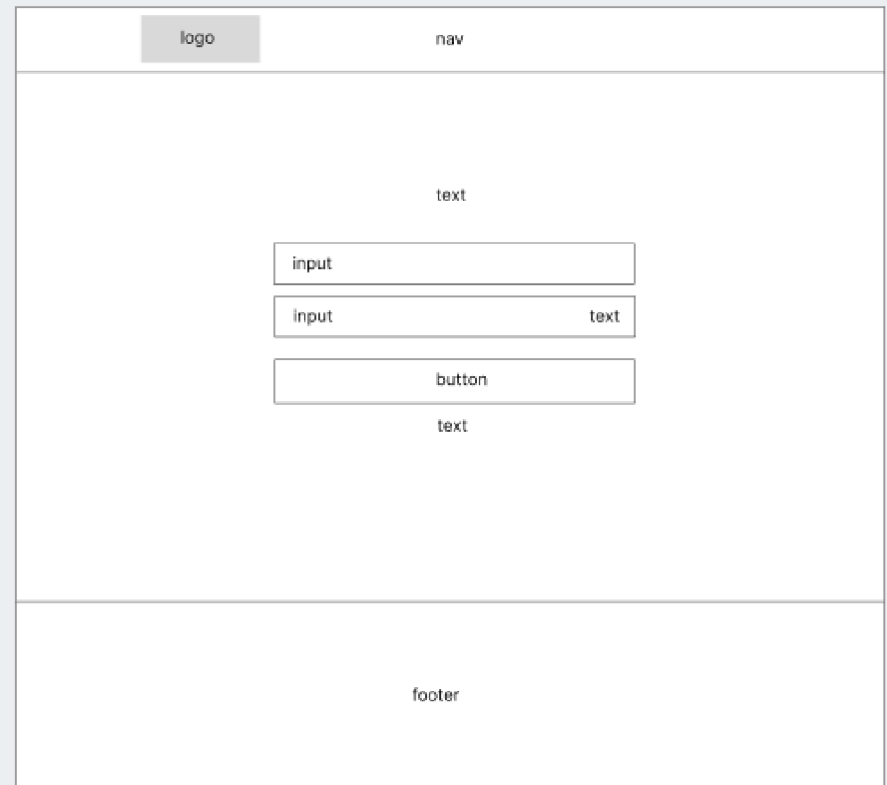 logo nav
text
input
input text
button
text
footer